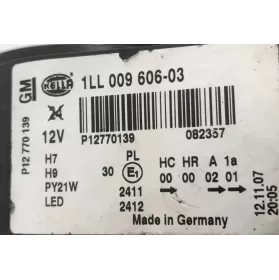 GM
HELLA
1LL 009 606-03
24
12V
P12770139
082357
P12 770 139
H7
H9
PY21W
LED
PL
30 E1
2411
2412
HC HR A 1a
00 00 02 01
Made in Germany
12.11.07
20:05